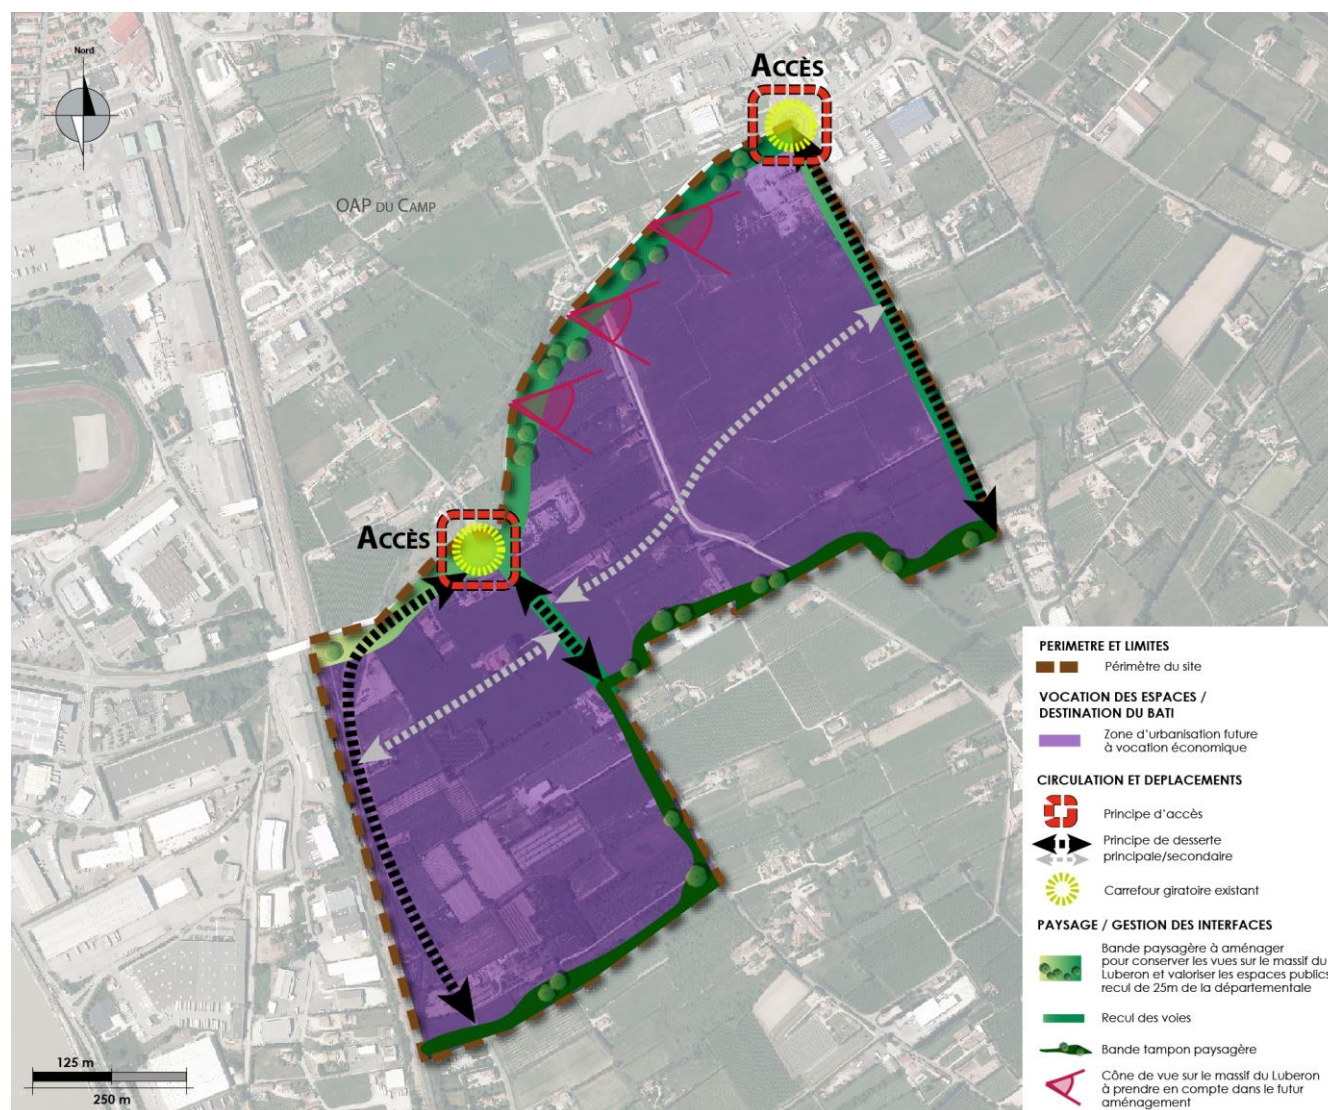 Nord
ACCÈS
OAP DU CAMP
ACCÈS
PERIMETRE ET LIMITES
Périmètre du site
VOCATION DES ESPACES /
DESTINATION DU BATI
Zone d'urbanisation future
à vocation économique
CIRCULATION ET DEPLACEMENTS
Principe d'accès
Principe de desserte
principale/secondaire
Carrefour giratoire existant
PAYSAGE / GESTION DES INTERFACES
Bande paysagère à aménager
pour conserver les vues sur le massif du
Luberon et valoriser les espaces publics
recul de 25m de la départementale
Recul des voies
Bande tampon paysagère
Cône de vue sur le massif du Luberon
à prendre en compte dans le futur
aménagement
125 m
250 m